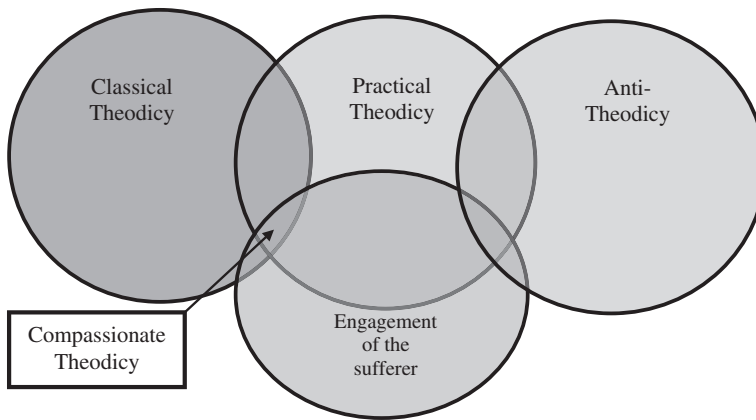 Classical
Theodicy
Practical
Theodicy
Anti-
Theodicy
Compassionate
Theodicy
Engagement
of the
sufferer